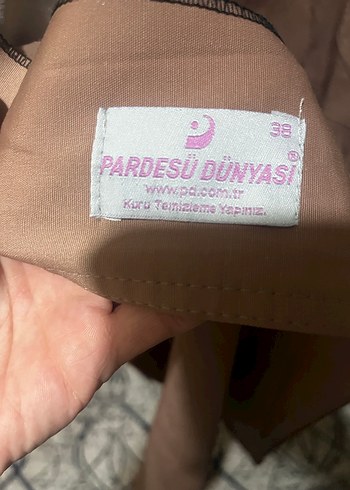 38
PARDESÜ DÜNYASI®
www.pd.com.tr
Kuru Temizleme Yapınız.